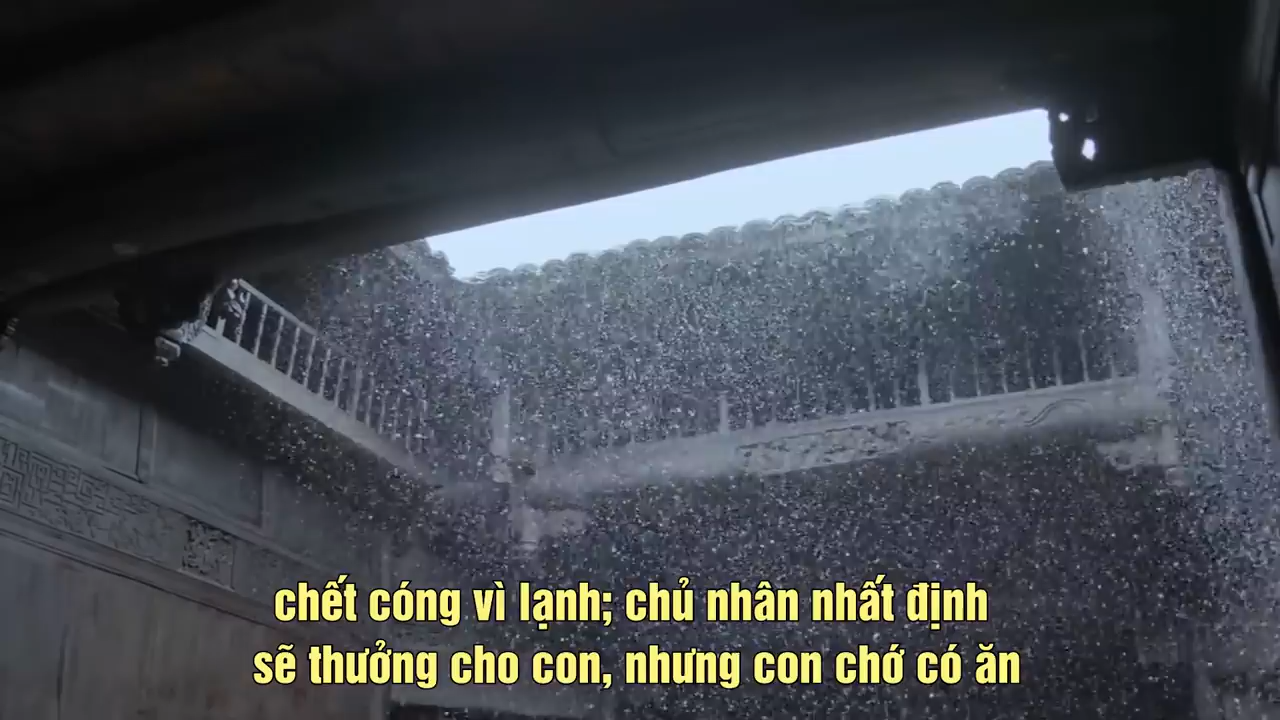 chết cóng vì lạnh; chủ nhân nhất định
sẽ thưởng cho con, nhưng con chớ có ăn